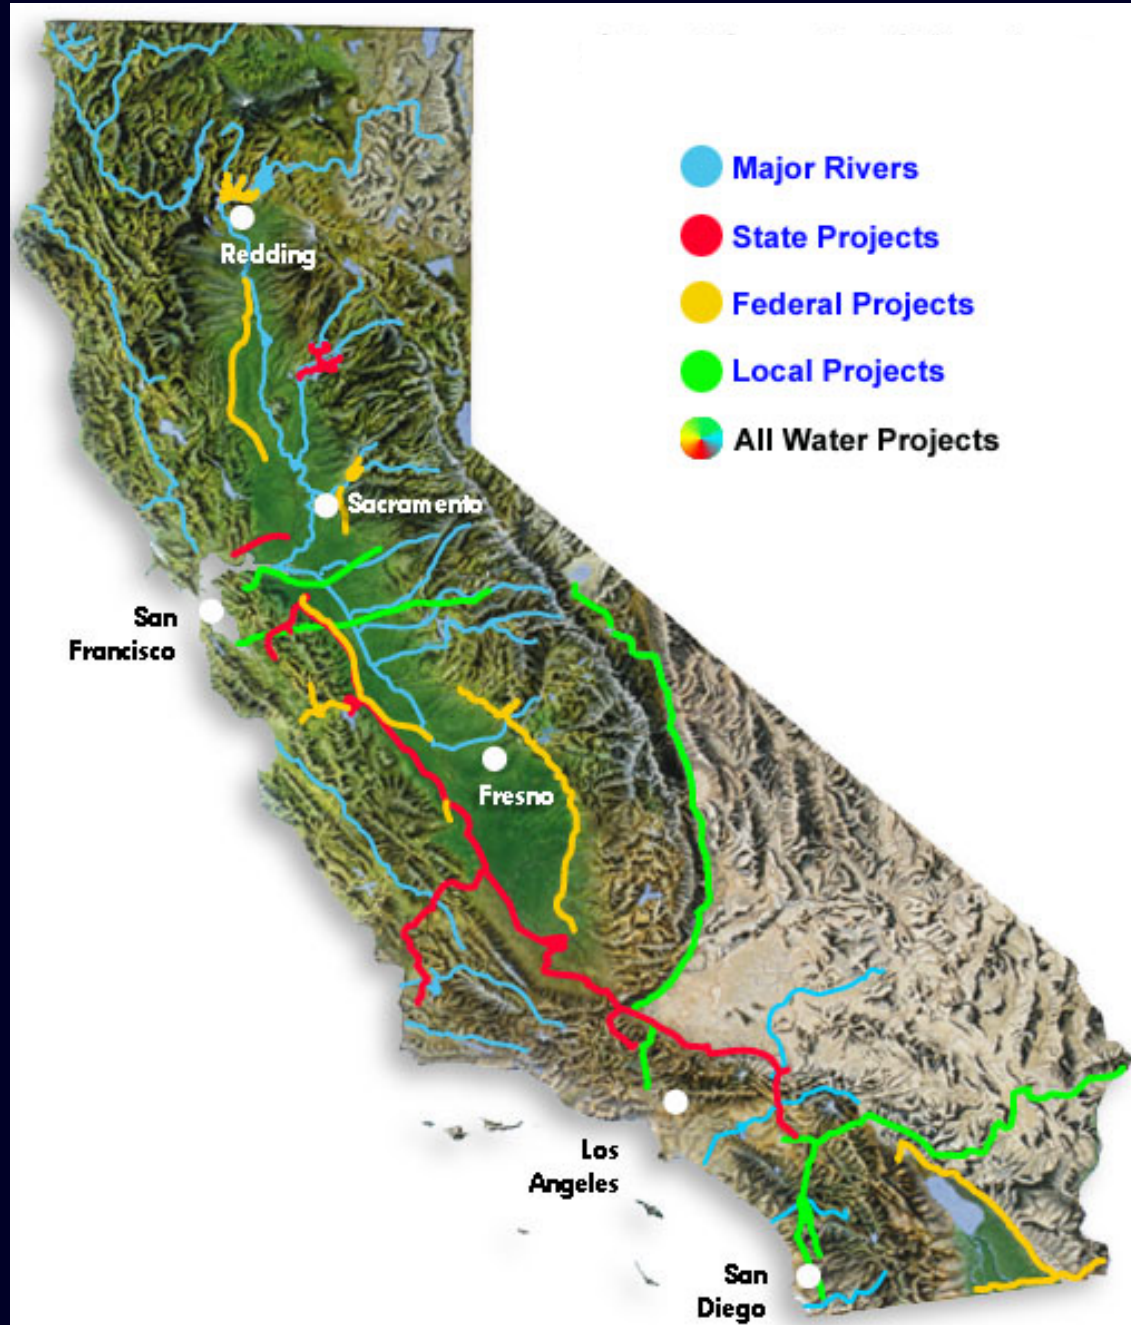 Major Rivers
State Projects
Federal Projects
Local Projects
All Water Projects
Redding
Sacramento
San
Francisco
Fresno
Los
Angeles
San
Diego